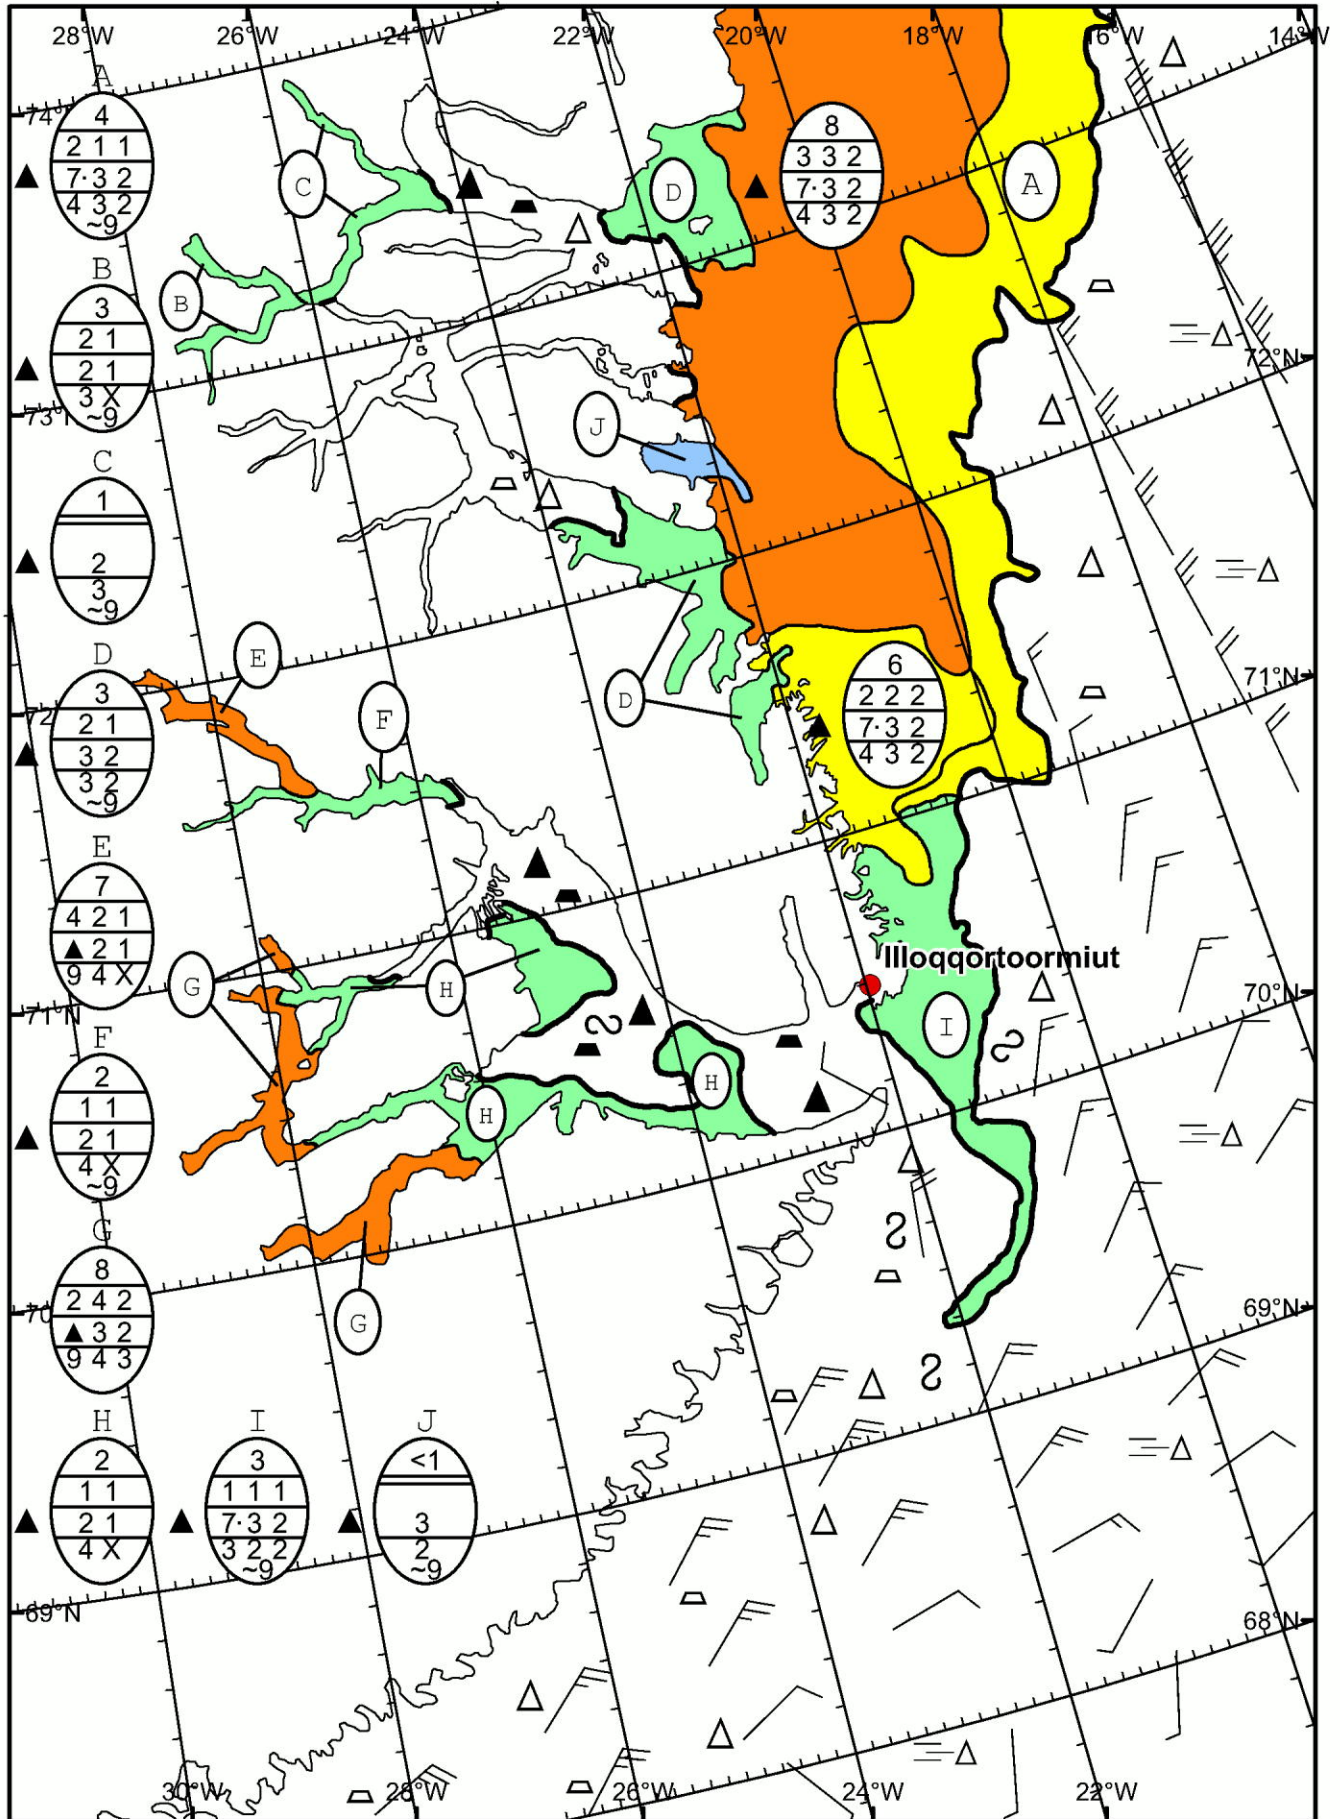 28°W 26°W 24°W 22°W 20°W 18°W 16°W 14°W
74°
A
4
2 1 1
7· 3 2
4 3 2
~9
C
D
8
3 3 2
7· 3 2
4 3 2
A
B
B
3
2 1
2 1
3 X
~9
72°N
73°N
J
C
1
2
3
~9
E
D
3
2 1
3 2
3 2
~9
F
D
6
2 2 2
7· 3 2
4 3 2
71°N
72
E
7
4 2 1
▲ 2 1
9 4 X
G
H
Illoqqortoormiut
70°N
71°N
I
F
2
1 1
2 1
4 X
~9
H
H
G
8
2 4 2
▲ 3 2
9 4 3
70
G
69°N
H I J
2 3 <1
1 1 1 1 1
2 1 7· 3 2 3
4 X 3 2 2 2
~9 ~9
69°N
68°N
30°W 28°W 26°W 24°W 22°W